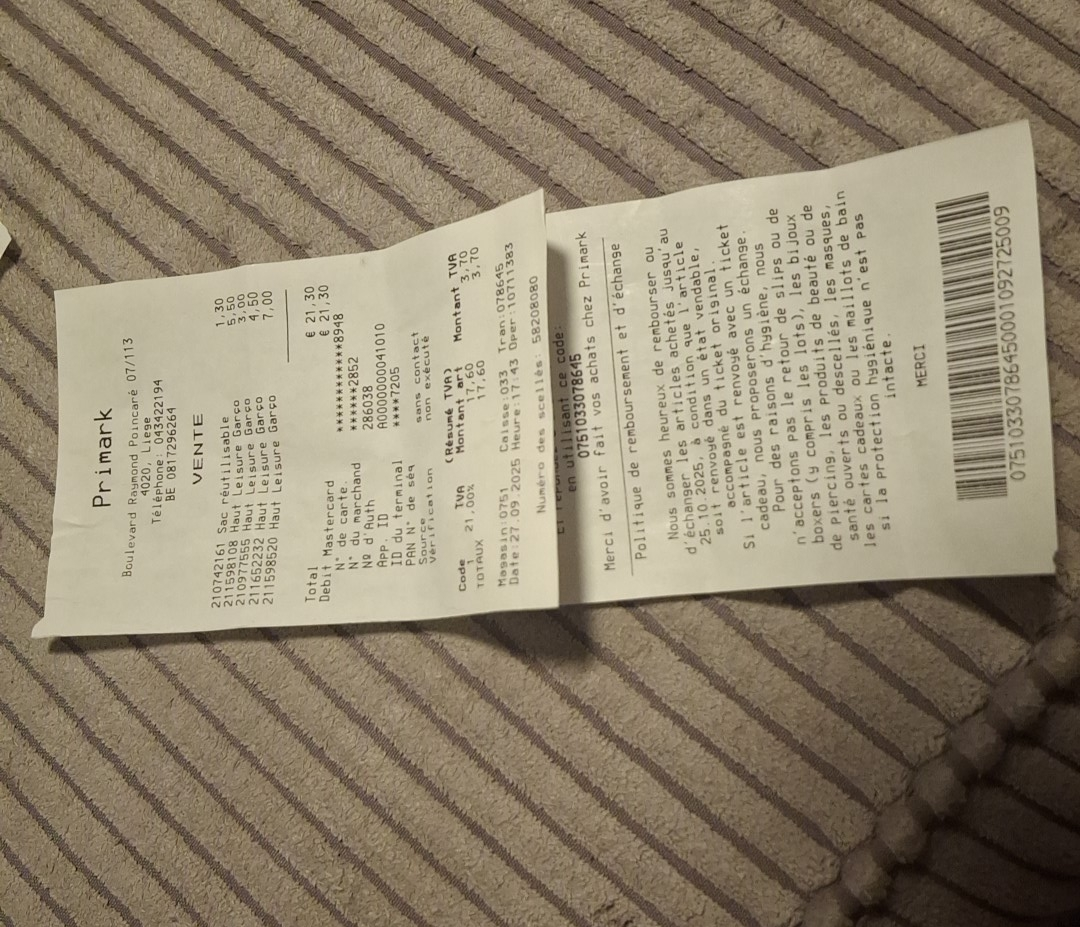 Primark
Boulevard Raymond Poincaré 07/113
4020, Liege
Téléphone: 043422194
BE 0817296264
VENTE
210742161 Sac réutilisable 1,30
211598108 Haut Leisure Garço 5,50
210977555 Haut Leisure Garço 3,00
211652232 Haut Leisure Garço 4,50
211598520 Haut Leisure Garço 7,00
Total € 21,30
Debit Mastercard € 21,30
N° de carte. ************8948
N° du marchand ******2852
Nº d'Auth 286038
App. ID A0000000041010
ID du terminal ****7205
PAN N° de séq
Source sans contact
Vérification non exécuté
(Résumé TVA)
Code TVA Montant art Montant TVA
1 21,00% 17,60 3,70
TOTAUX 17,60 3,70
Magasin:0751 Caisse:033 Tran:078645
Date:27.09.2025 Heure:17:43 Oper:10711383
Numéro des scellés: 58208080
en utilisant ce code:
0751033078645
Merci d'avoir fait vos achats chez Primark
Politique de remboursement et d'échange
Nous sommes heureux de rembourser ou
d'échanger les articles achetés jusqu'au
25.10.2025, à condition que l'article
soit renvoyé dans un état vendable,
accompagné du ticket original.
Si l'article est renvoyé avec un ticket
cadeau, nous proposerons un échange.
Pour des raisons d'hygiène, nous
n'acceptons pas le retour de slips ou de
boxers (y compris les lots), les bijoux
de Piercing, les produits de beauté ou de
santé ouverts ou descellés, les masques,
les cartes cadeaux ou les maillots de bain
si la protection hygiénique n'est pas
intacte.
MERCI
07510330786450001092725009